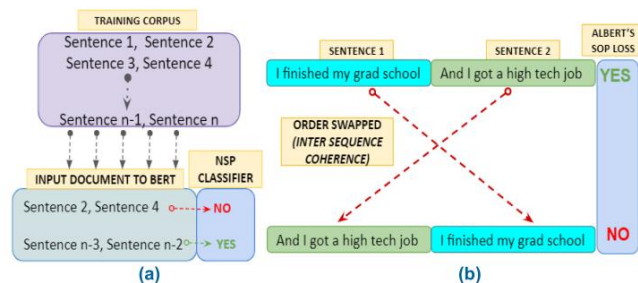 TRAINING CORPUS
Sentence 1, Sentence 2
Sentence 3, Sentence 4
Sentence n-1, Sentence n
INPUT DOCUMENT TO BERT
NSP
CLASSIFIER
Sentence 2, Sentence 4
NO
Sentence n-3, Sentence n-2
YES
(a)
SENTENCE 1
SENTENCE 2
ALBERT'S
SOP LOSS
I finished my grad school
And I got a high tech job
YES
ORDER SWAPPED
(INTER SEQUENCE
COHERENCE)
And I got a high tech job
I finished my grad school
NO
(b)